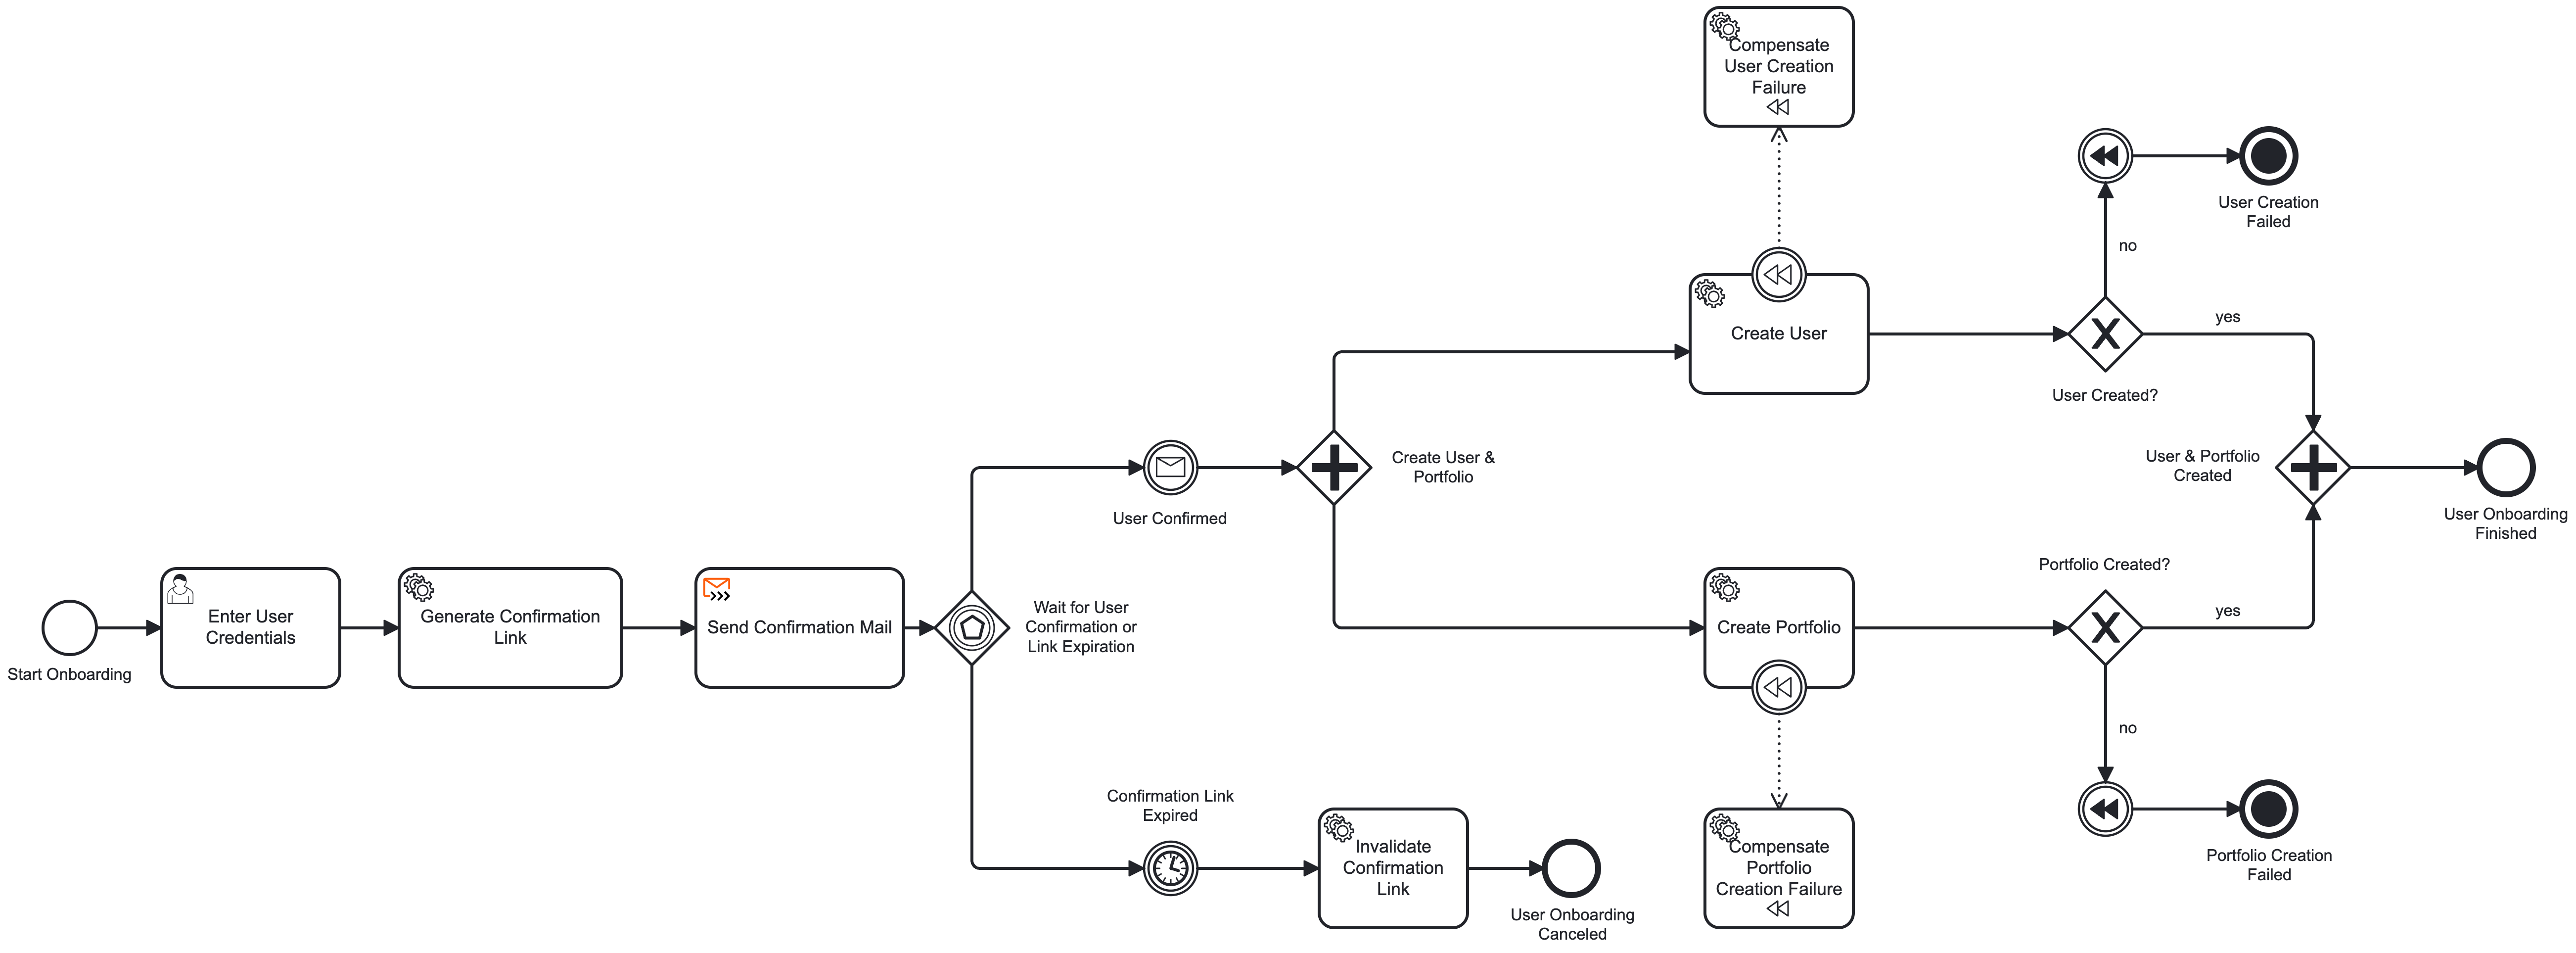 Start Onboarding
Enter User
Credentials
Generate Confirmation
Link
Send Confirmation Mail
Wait for User
Confirmation or
Link Expiration
User Confirmed
Confirmation Link
Expired
Invalidate
Confirmation
Link
User Onboarding
Canceled
Create User &
Portfolio
Compensate
User Creation
Failure
Create User
Create Portfolio
Compensate
Portfolio
Creation Failure
User Created?
no
yes
User Creation
Failed
Portfolio Created?
yes
no
Portfolio Creation
Failed
User & Portfolio
Created
User Onboarding
Finished